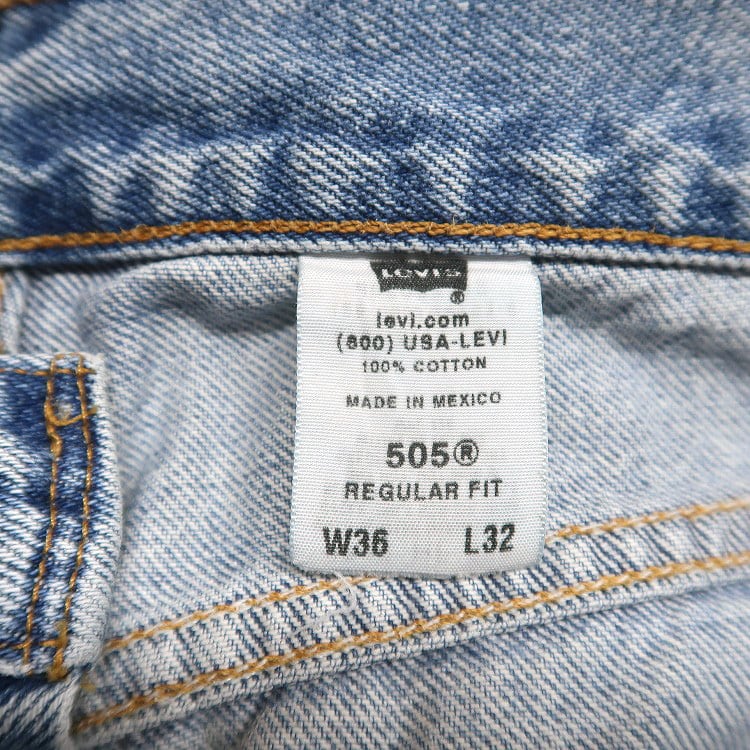 LEVI'S
®
levi.com
(800) USA-LEVI
100% COTTON
MADE IN MEXICO
505®
REGULAR FIT
W36 L32